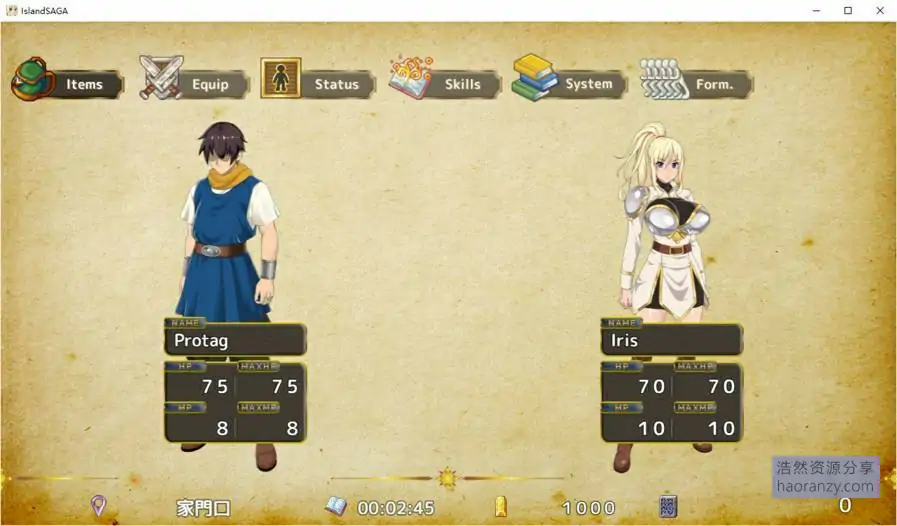 IslandSAGA
Items
Equip
Status
Skills
System
Form.
NAME
Protag
HP MAXHP
75 75
MP MAXMP
8 8
NAME
Iris
HP MAXHP
70 70
MP MAXMP
10 10
浩然资源分享
haoranzy.com
家門口
00:02:45
1000
0